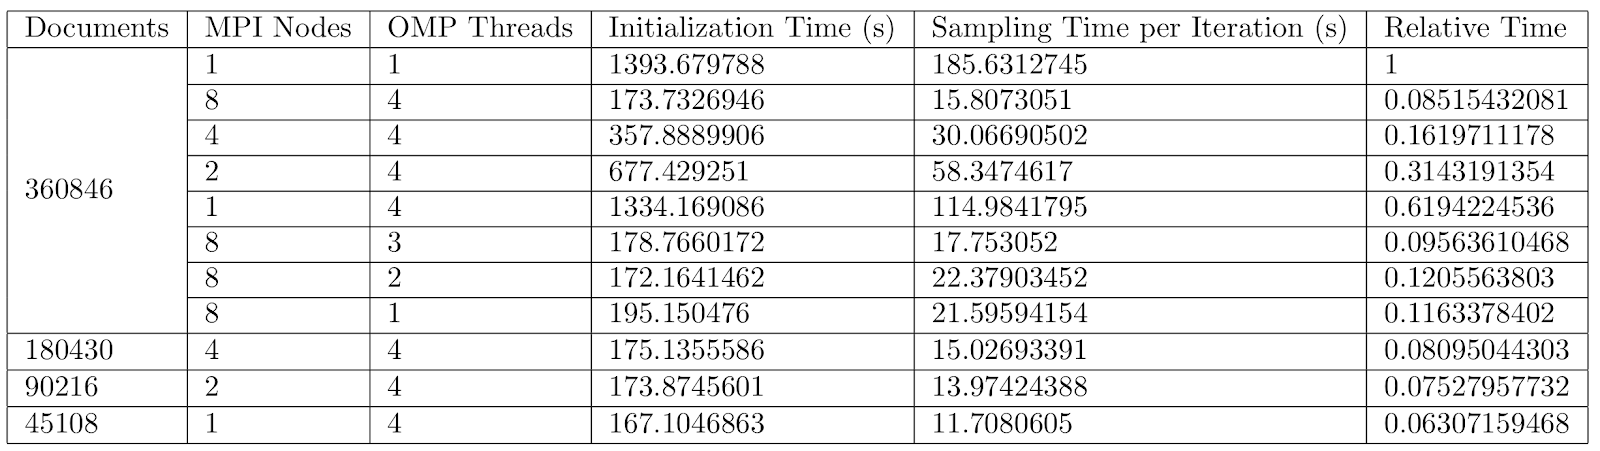 Documents MPI Nodes OMP Threads Initialization Time (s) Sampling Time per Iteration (s) Relative Time
360846
1 1 1393.679788 185.6312745 1
8 4 173.7326946 15.8073051 0.08515432081
4 4 357.8889906 30.06690502 0.1619711178
2 4 677.429251 58.3474617 0.3143191354
1 4 1334.169086 114.9841795 0.6194224536
8 3 178.7660172 17.753052 0.09563610468
8 2 172.1641462 22.37903452 0.1205563803
8 1 195.150476 21.59594154 0.1163378402
180430 4 4 175.1355586 15.02693391 0.08095044303
90216 2 4 173.8745601 13.97424388 0.07527957732
45108 1 4 167.1046863 11.7080605 0.06307159468